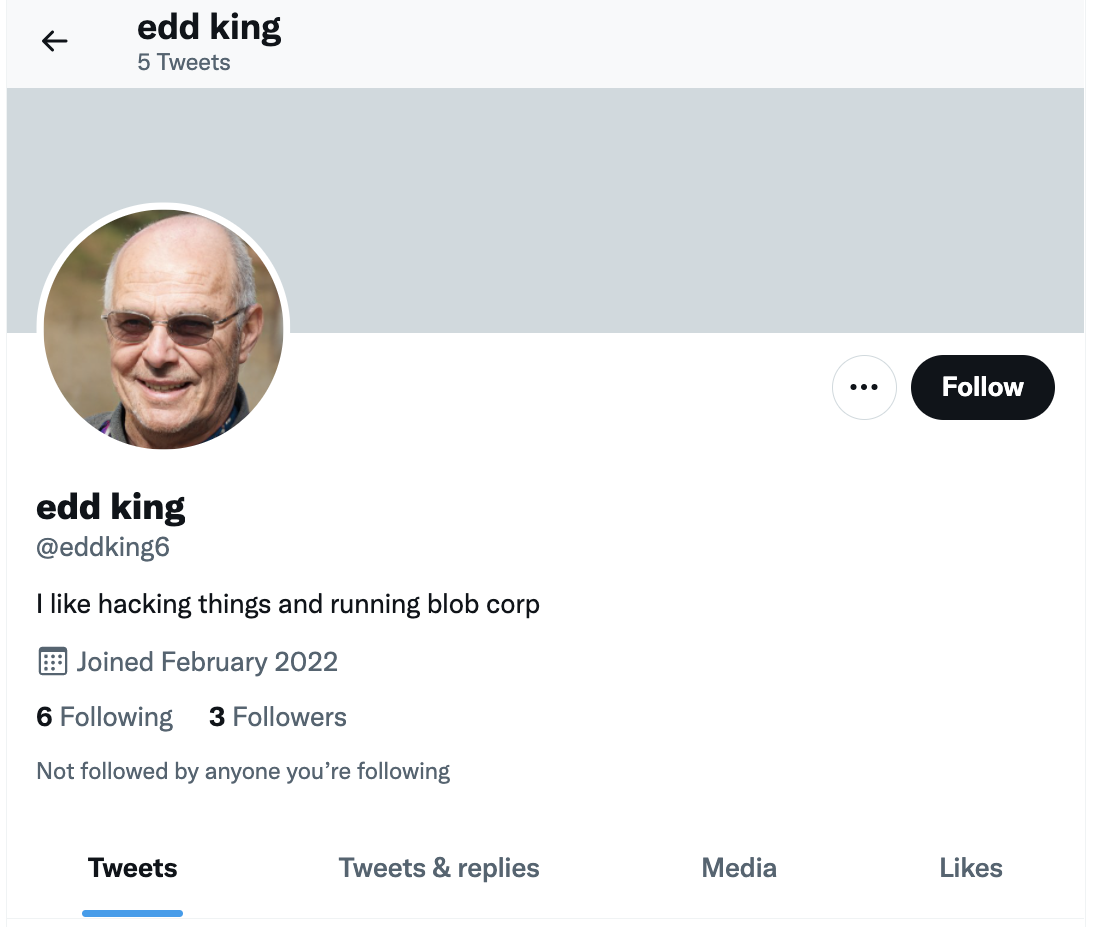 edd king
5 Tweets
Follow
edd king
@eddking6
I like hacking things and running blob corp
Joined February 2022
6 Following 3 Followers
Not followed by anyone you’re following
Tweets Tweets & replies Media Likes